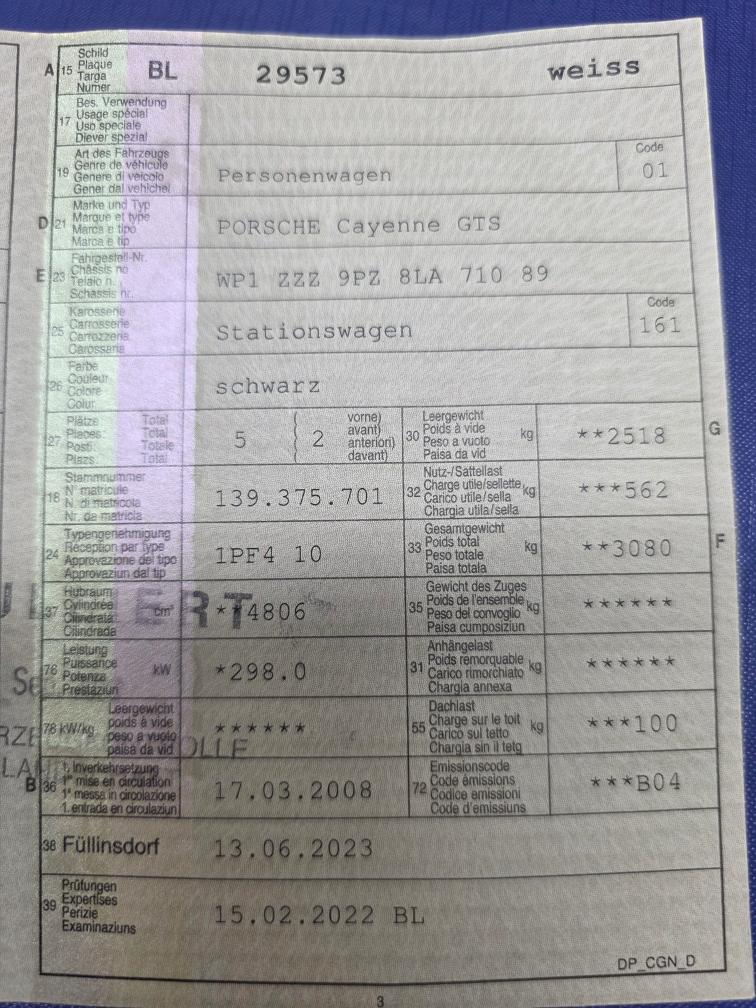 A 15 Schild Plaque Targa Numer BL 29573 weiss
17 Bes. Verwendung
Usage spécial
Uso speciale
Diever spezial
19 Art des Fahrzeugs
Genre de véhicule
Genere di veicolo
Gener dal vehichel
Personenwagen
Code
01
D 21 Marke und Typ
Marque et type
Marca e tipo
Marca e tip
PORSCHE Cayenne GTS
E 23 Fahrgestell-Nr.
Châssis no
Telaio n.
Schassis nr.
WP1 ZZZ 9PZ 8LA 710 89
25 Karosserie
Carrosserie
Carrozzeria
Carossaria
Stationswagen
Code
161
26 Farbe
Couleur
Colore
Colur
schwarz
27 Plätze Total
Places Total
Posti Totale
Plazs Total
5 ( 2 vorne)
avant)
anteriori)
davant)
30 Leergewicht
Poids à vide
Peso a vuoto
Paisa da vid
kg
**2518
G
18 Stammnummer
N° matricule
N. di matricola
Nr. da matricla
139.375.701
32 Nutz-/Sattellast
Charge utile/sellette
Carico utile/sella
Chargia utila/sella
kg
***562
24 Typengenehmigung
Réception par type
Approvazione del tipo
Approvaziun dal tip
1PF4 10
33 Gesamtgewicht
Poids total
Peso totale
Paisa totala
kg
**3080
F
37 Hubraum
Cylindrée
Cilindrata
Cilindrada
cm³
**4806
35 Gewicht des Zuges
Poids de l'ensemble
Peso del convoglio
Paisa cumposiziun
kg
******
76 Leistung
Puissance
Potenza
Prestaziun
kW
*298.0
31 Anhängelast
Poids remorquable
Carico rimorchiato
Chargia annexa
kg
******
78 kW/kg
Leergewicht
poids à vide
peso a vuoto
paisa da vid
******
55 Dachlast
Charge sur le toit
Carico sul tetto
Chargia sin il tetg
kg
***100
B 36 1. Inverkehrsetzung
1re mise en circulation
1a messa in circolazione
1. entrada en circulaziun
17.03.2008
72 Emissionscode
Code émissions
Codice emissioni
Code d'emissiuns
***B04
38 Füllinsdorf
13.06.2023
39 Prüfungen
Expertises
Perizie
Examinaziuns
15.02.2022 BL
DP_CGN_D
3